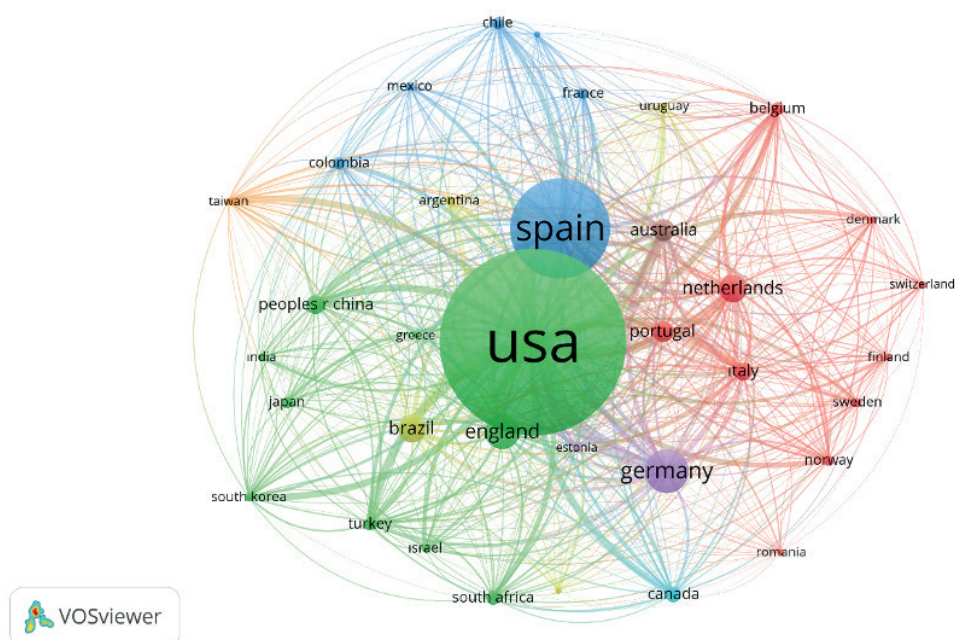 chile
mexico
france
uruguay
belgium
colombia
taiwan
argentina
spain
australia
denmark
netherlands
switzerland
peoples r china
greece
usa
portugal
india
italy
finland
japan
sweden
brazil
england
estonia
norway
germany
south korea
turkey
israel
romania
south africa
canada
VOSviewer